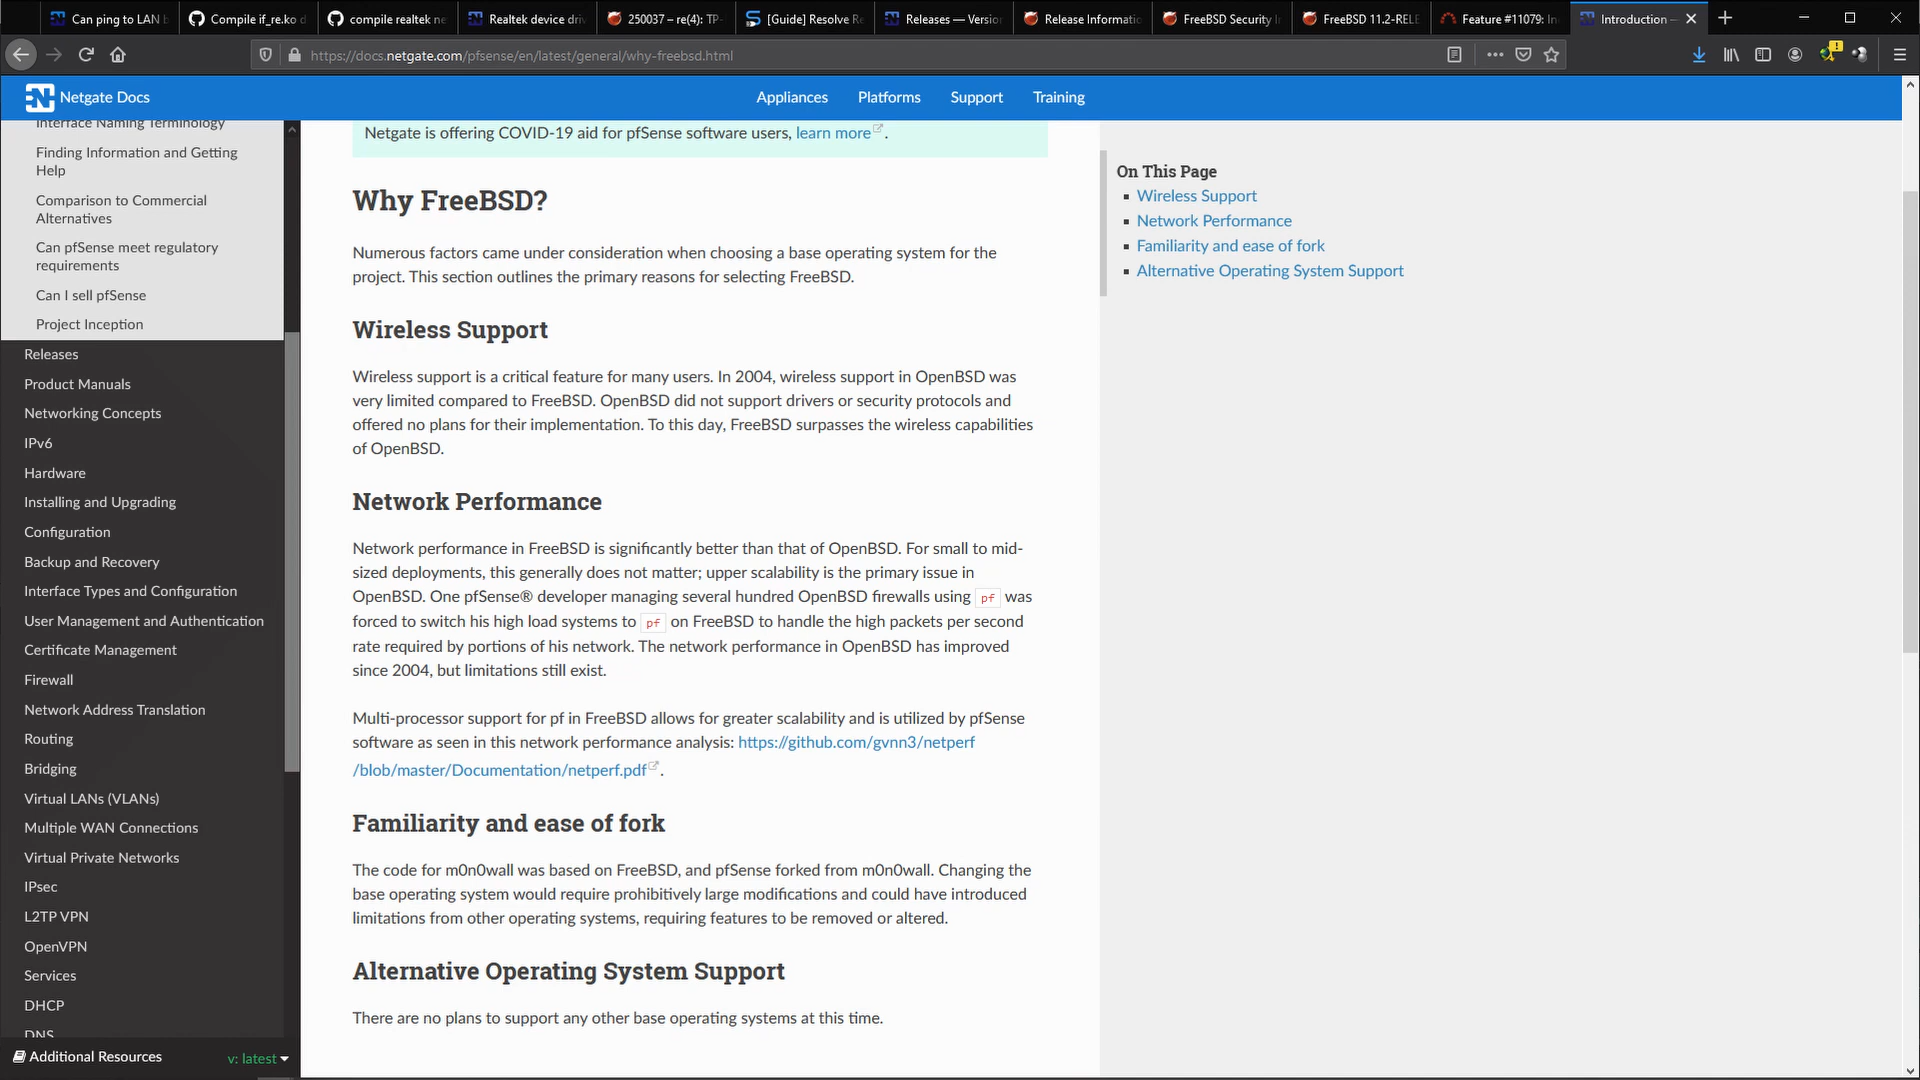 Can ping to LAN b
Compile if_re.ko d
compile realtek ne
Realtek device driv
250037 – re(4): TP-
[Guide] Resolve Re
Releases — Version
Release Informatio
FreeBSD Security I
FreeBSD 11.2-RELE
Feature #11079: In
Introduction —
https://docs.netgate.com/pfsense/en/latest/general/why-freebsd.html
Netgate Docs
Appliances
Platforms
Support
Training
Interface Naming Terminology
Finding Information and Getting
Help
Comparison to Commercial
Alternatives
Can pfSense meet regulatory
requirements
Can I sell pfSense
Project Inception
Releases
Product Manuals
Networking Concepts
IPv6
Hardware
Installing and Upgrading
Configuration
Backup and Recovery
Interface Types and Configuration
User Management and Authentication
Certificate Management
Firewall
Network Address Translation
Routing
Bridging
Virtual LANs (VLANs)
Multiple WAN Connections
Virtual Private Networks
IPsec
L2TP VPN
OpenVPN
Services
DHCP
DNS
Additional Resources
v: latest
Netgate is offering COVID-19 aid for pfSense software users, learn more.
Why FreeBSD?
Numerous factors came under consideration when choosing a base operating system for the
project. This section outlines the primary reasons for selecting FreeBSD.
Wireless Support
Wireless support is a critical feature for many users. In 2004, wireless support in OpenBSD was
very limited compared to FreeBSD. OpenBSD did not support drivers or security protocols and
offered no plans for their implementation. To this day, FreeBSD surpasses the wireless capabilities
of OpenBSD.
Network Performance
Network performance in FreeBSD is significantly better than that of OpenBSD. For small to mid-
sized deployments, this generally does not matter; upper scalability is the primary issue in
OpenBSD. One pfSense® developer managing several hundred OpenBSD firewalls using pf was
forced to switch his high load systems to pf on FreeBSD to handle the high packets per second
rate required by portions of his network. The network performance in OpenBSD has improved
since 2004, but limitations still exist.
Multi-processor support for pf in FreeBSD allows for greater scalability and is utilized by pfSense
software as seen in this network performance analysis: https://github.com/gvnn3/netperf
/blob/master/Documentation/netperf.pdf.
Familiarity and ease of fork
The code for m0n0wall was based on FreeBSD, and pfSense forked from m0n0wall. Changing the
base operating system would require prohibitively large modifications and could have introduced
limitations from other operating systems, requiring features to be removed or altered.
Alternative Operating System Support
There are no plans to support any other base operating systems at this time.
On This Page
Wireless Support
Network Performance
Familiarity and ease of fork
Alternative Operating System Support